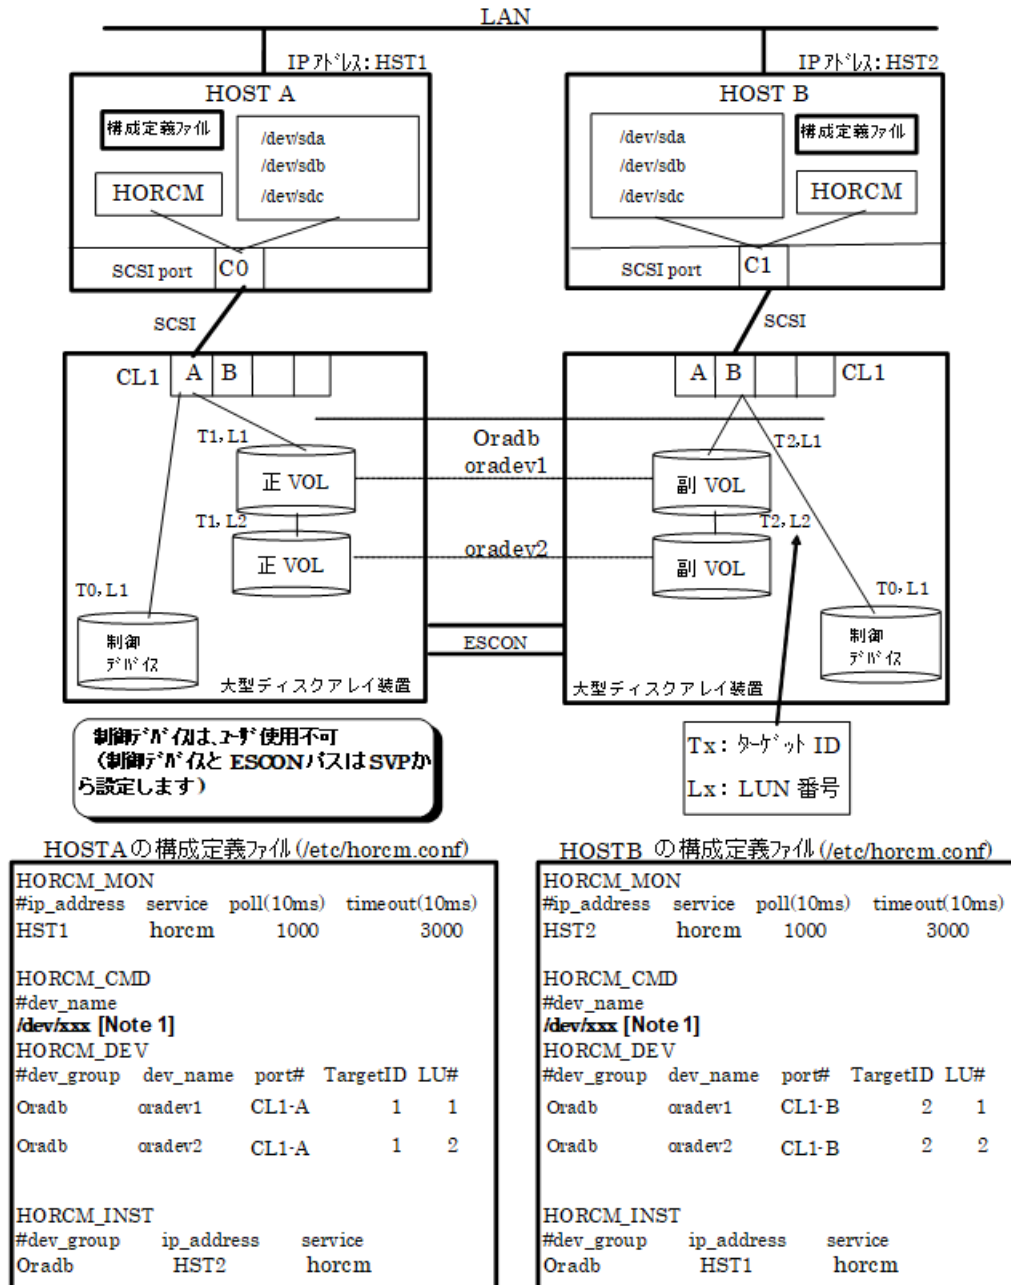 LAN
IPアドレス: HST1
IPアドレス: HST2
HOST A
構成定義ファイル
/dev/sda
/dev/sdb
/dev/sdc
HORCM
SCSI port
C0
HOST B
/dev/sda
/dev/sdb
/dev/sdc
構成定義ファイル
HORCM
SCSI port
C1
SCSI
SCSI
CL1 A B
A B CL1
T1, L1
正 VOL
T1, L2
正 VOL
T0, L1
制御
デバイス
大型ディスクアレイ装置
Oradb
oradev1
oradev2
ESCON
T2,L1
副 VOL
T2, L2
副 VOL
T0, L1
制御
デバイス
大型ディスクアレイ装置
制御デバイスは、ユーザ使用不可
(制御デバイスと ESCONパスはSVPか
ら設定します)
Tx: ターゲット ID
Lx: LUN 番号
HOSTAの構成定義ファイル(/etc/horcm.conf)
HORCM_MON
#ip_address service poll(10ms) timeout(10ms)
HST1 horcm 1000 3000
HORCM_CMD
#dev_name
/dev/xxx [Note 1]
HORCM_DEV
#dev_group dev_name port# TargetID LU#
Oradb oradev1 CL1-A 1 1
Oradb oradev2 CL1-A 1 2
HORCM_INST
#dev_group ip_address service
Oradb HST2 horcm
HOSTB の構成定義ファイル(/etc/horcm.conf)
HORCM_MON
#ip_address service poll(10ms) timeout(10ms)
HST2 horcm 1000 3000
HORCM_CMD
#dev_name
/dev/xxx [Note 1]
HORCM_DEV
#dev_group dev_name port# TargetID LU#
Oradb oradev1 CL1-B 2 1
Oradb oradev2 CL1-B 2 2
HORCM_INST
#dev_group ip_address service
Oradb HST1 horcm